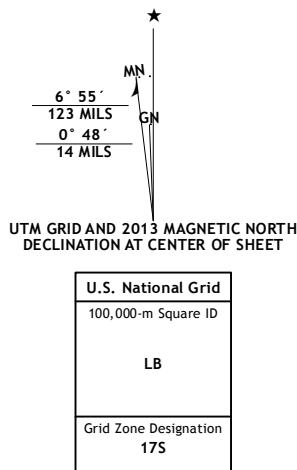 ★
MN
6° 55´
123 MILS
GN
0° 48´
14 MILS
UTM GRID AND 2013 MAGNETIC NORTH
DECLINATION AT CENTER OF SHEET
U.S. National Grid
100,000-m Square ID
LB
Grid Zone Designation
17S